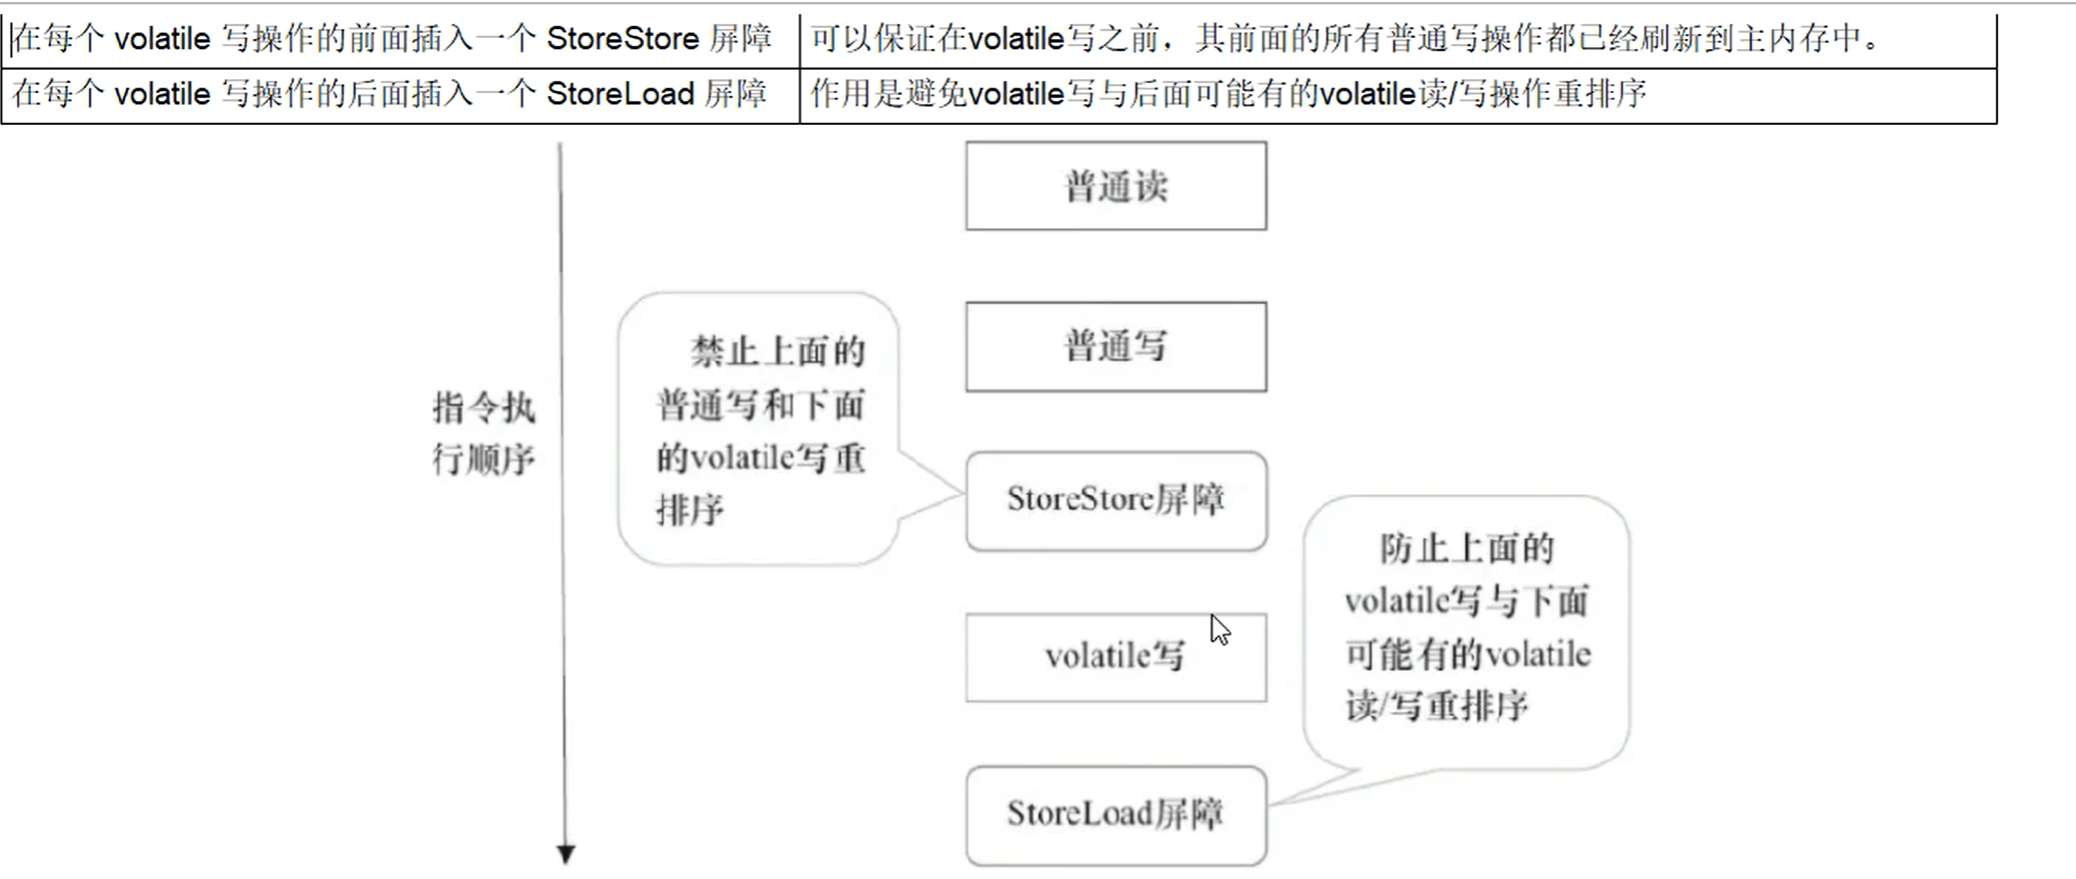 在每个 volatile 写操作的前面插入一个 StoreStore 屏障
可以保证在volatile写之前，其前面的所有普通写操作都已经刷新到主内存中。
在每个 volatile 写操作的后面插入一个 StoreLoad 屏障
作用是避免volatile写与后面可能有的volatile读/写操作重排序
普通读
普通写
禁止上面的
普通写和下面
的volatile写重
排序
指令执
行顺序
StoreStore屏障
防止上面的
volatile写与下面
可能有的volatile
读/写重排序
volatile写
StoreLoad屏障